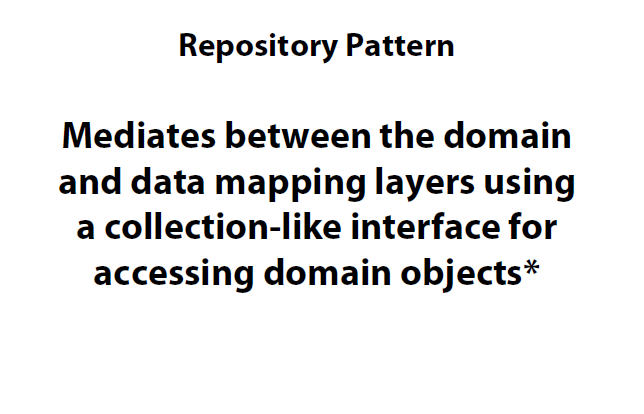 Repository Pattern
Mediates between the domain
and data mapping layers using
a collection-like interface for
accessing domain objects*